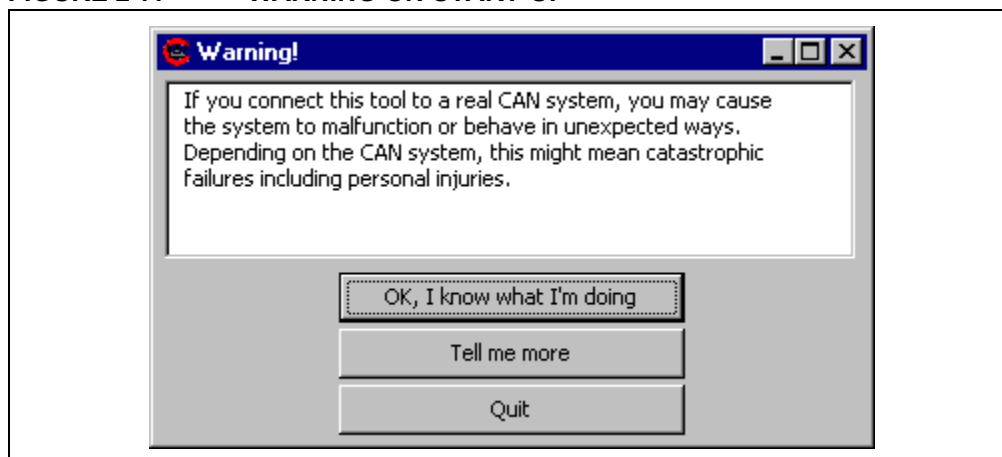 Warning!
If you connect this tool to a real CAN system, you may cause
the system to malfunction or behave in unexpected ways.
Depending on the CAN system, this might mean catastrophic
failures including personal injuries.
OK, I know what I'm doing
Tell me more
Quit